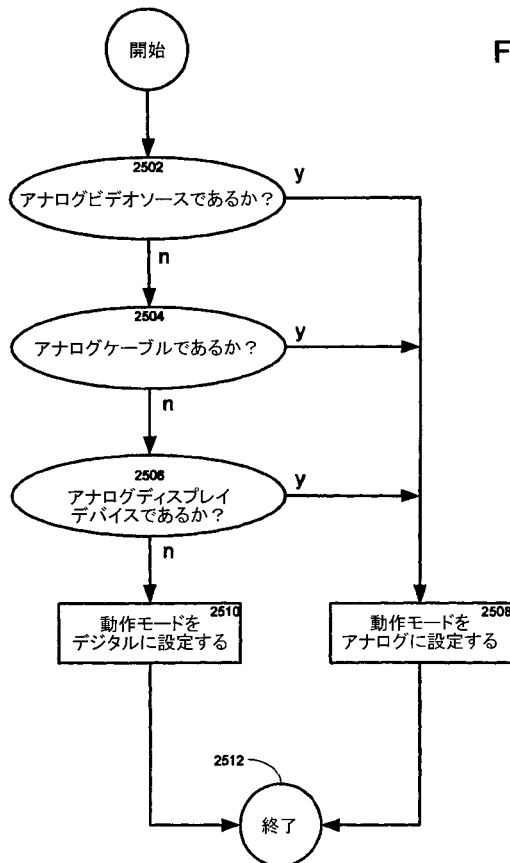 開始
F
2502
アナログビデオソースであるか?
y
n
2504
アナログケーブルであるか?
y
n
2506
アナログディスプレイ
デバイスであるか?
y
n
2510
動作モードを
デジタルに設定する
2508
動作モードを
アナログに設定する
2512
終了